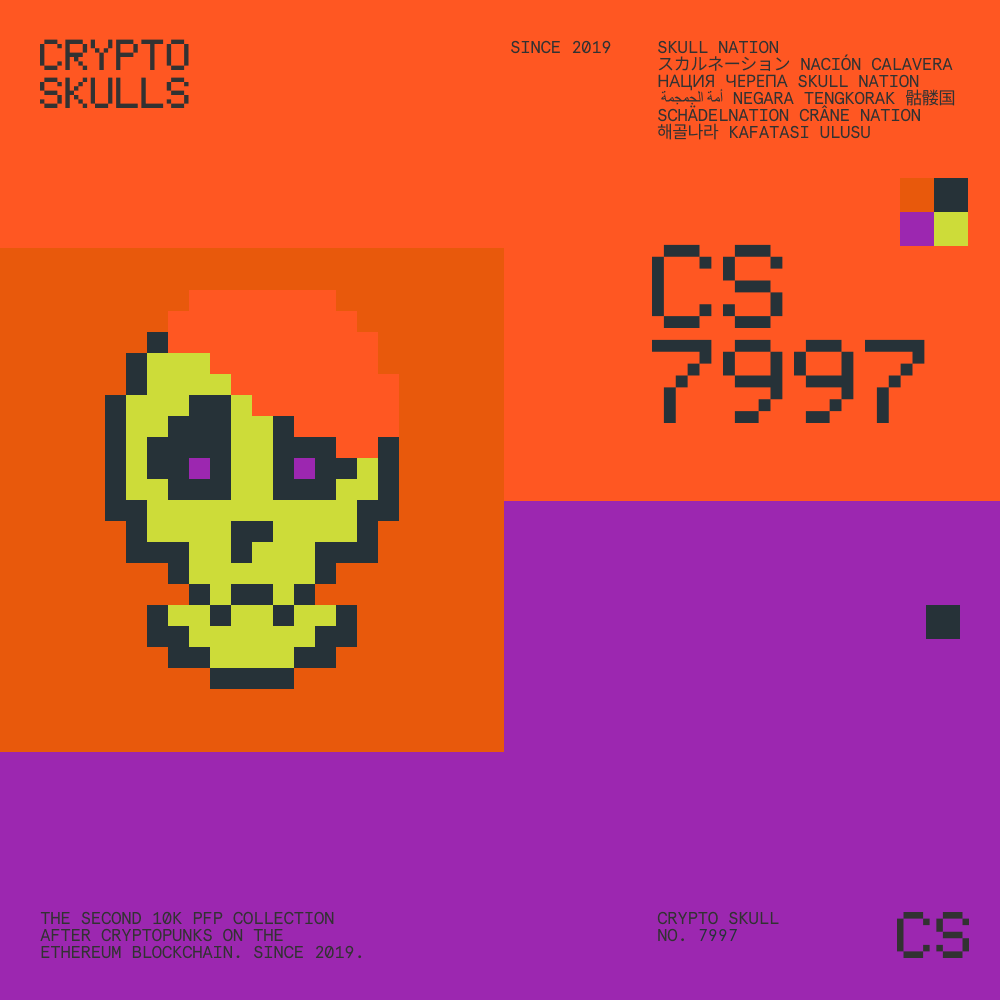 CRYPTO
SKULLS
SINCE 2019
SKULL NATION
スカルネーション NACIÓN CALAVERA
НАЦИЯ ЧЕРЕПА SKULL NATION
أمة الجمجمة NEGARA TENGKORAK 骷髅国
SCHÄDELNATION CRÂNE NATION
해골나라 KAFATASI ULUSU
CS
7997
THE SECOND 10K PFP COLLECTION
AFTER CRYPTOPUNKS ON THE
ETHEREUM BLOCKCHAIN. SINCE 2019.
CRYPTO SKULL
NO. 7997
CS